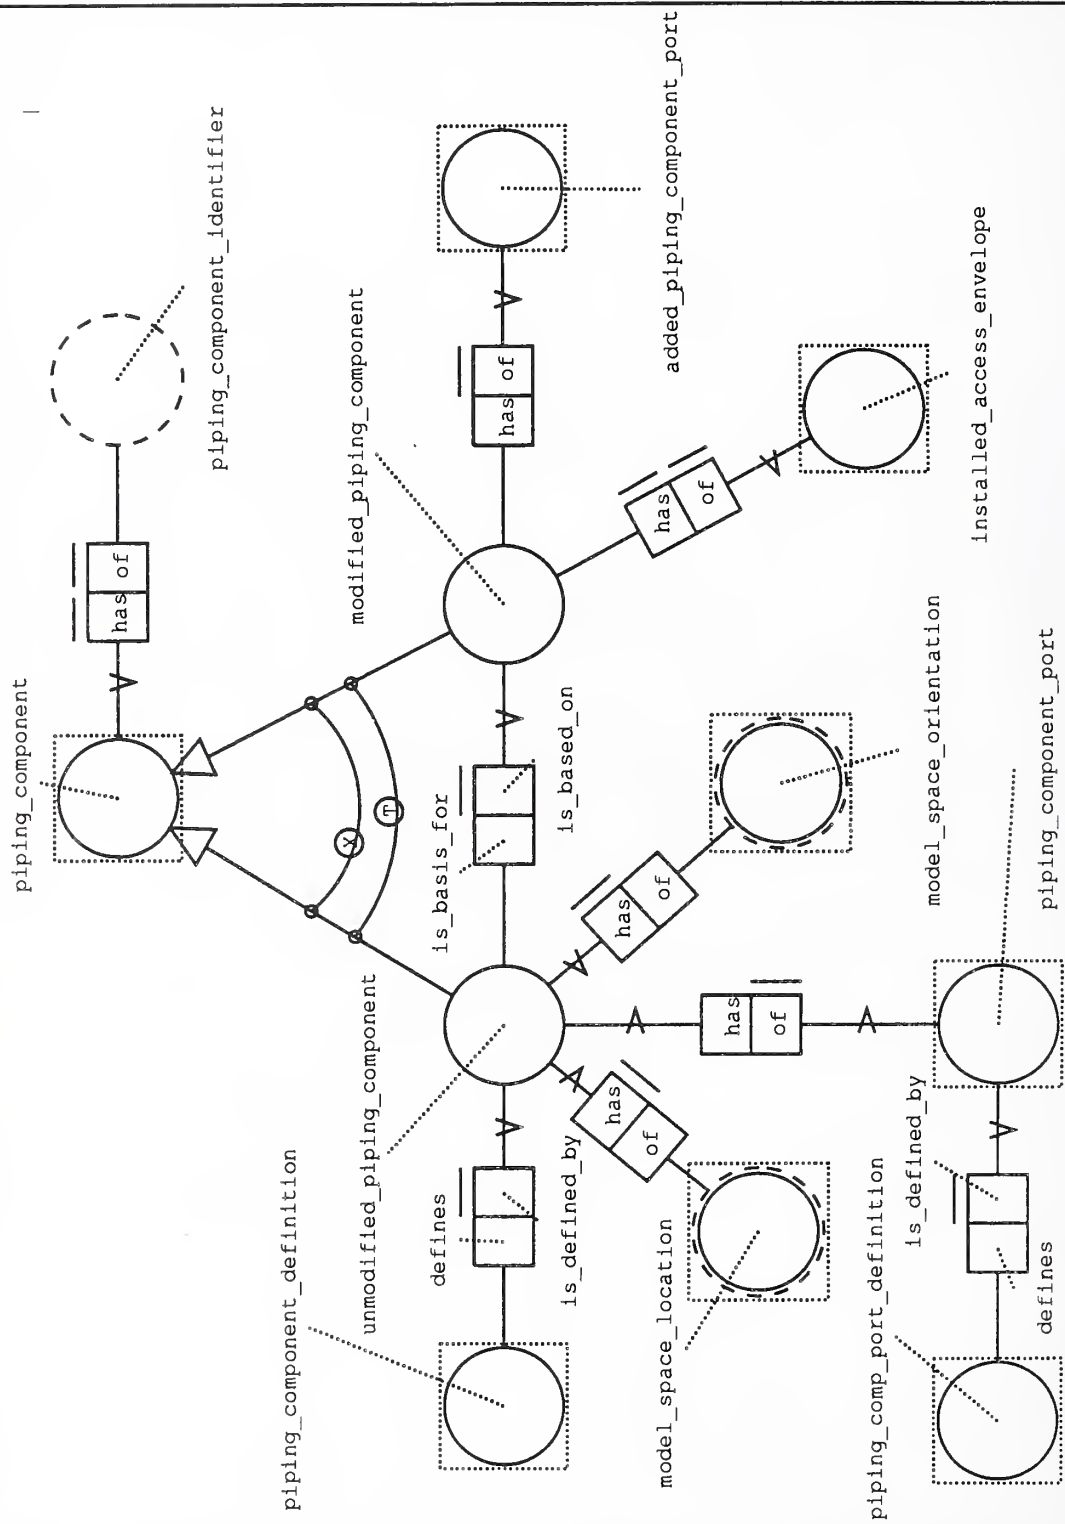 piping_component
has
of
piping_component_identifier
X
T
unmodified_piping_component
is_basis_for
is_based_on
modified_piping_component
has
of
added_piping_component_port
piping_component_definition
defines
is_defined_by
has
of
model_space_location
has
of
piping_component_port
has
of
model_space_orientation
has
of
installed_access_envelope
piping_comp_port_definition
defines
is_defined_by